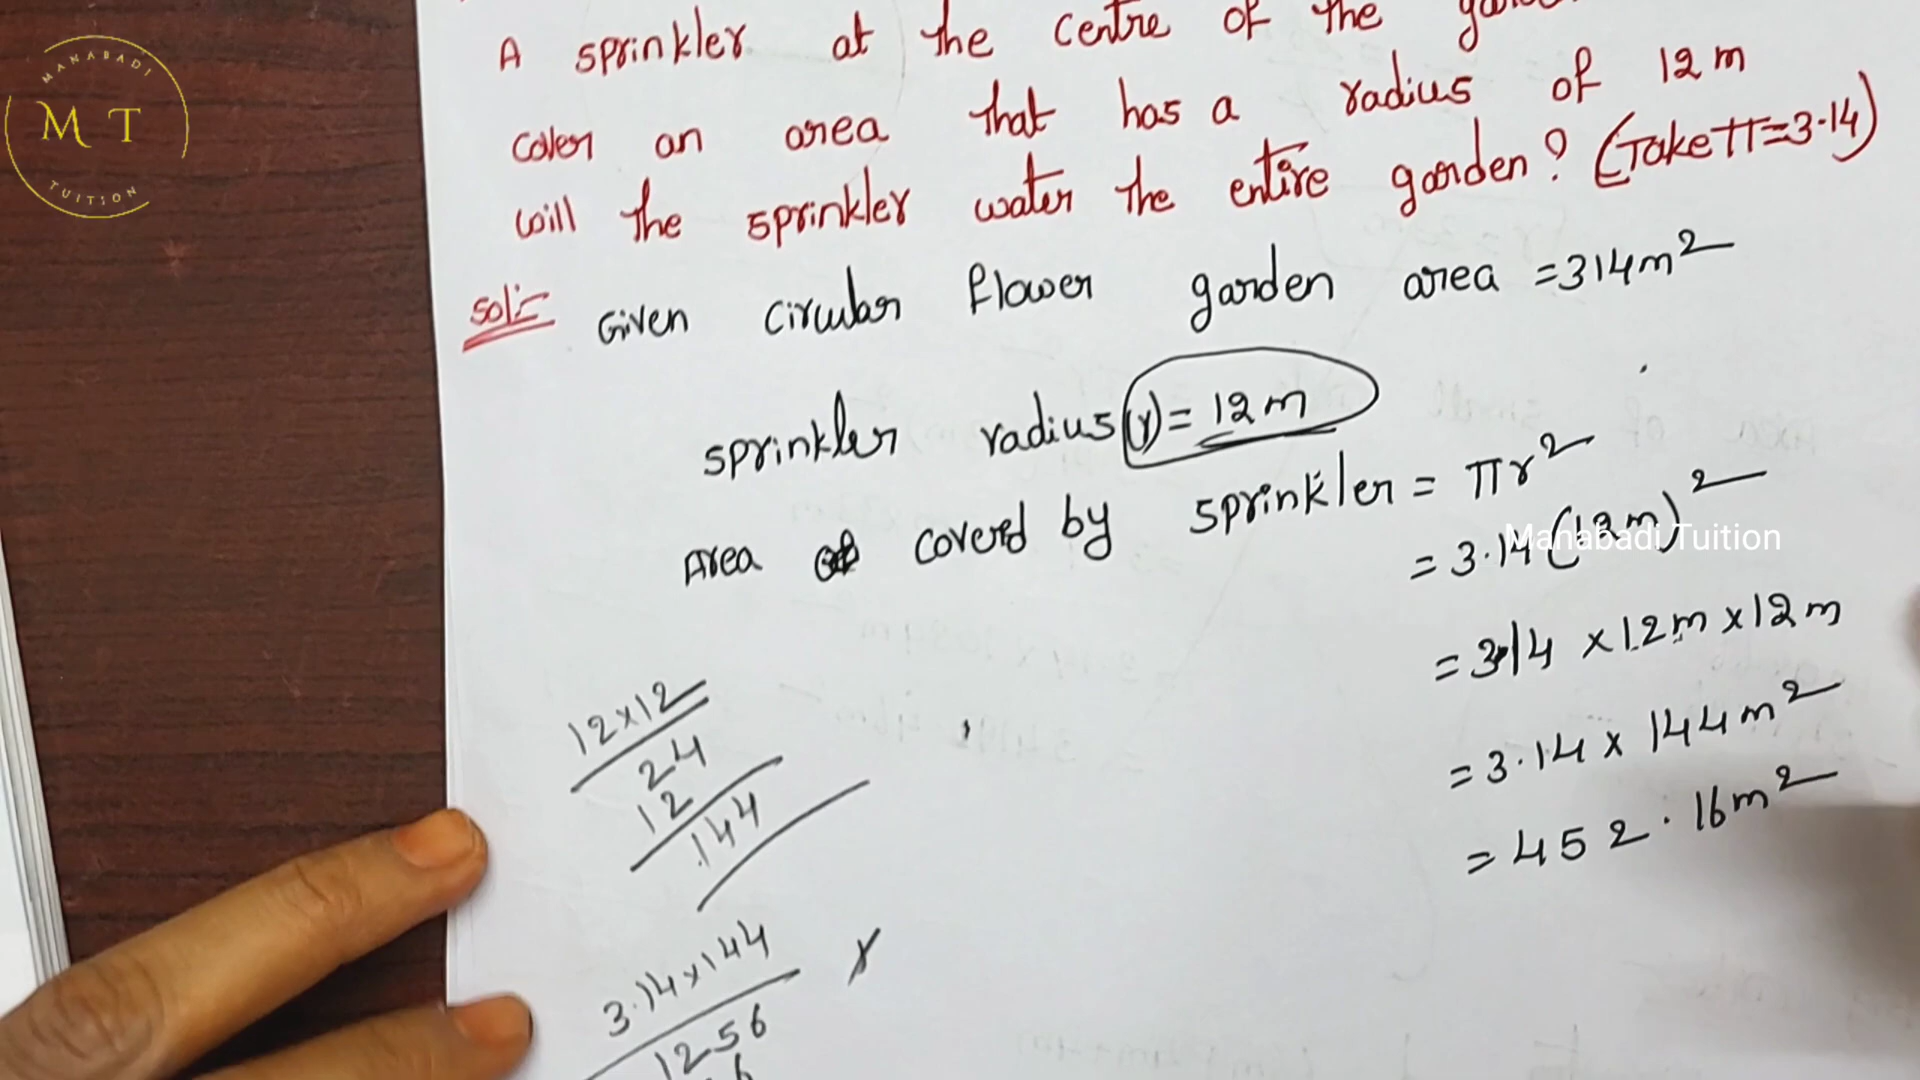 MANABADI
M T
TUITION
A sprinkler at the centre of the
cover an area that has a radius of 12 m
will the sprinkler water the entire garden? (Take π=3.14)
Sol:- Given circular flower garden area = 314m²
sprinkler radius (r) = 12m
Area covered by sprinkler = πr²
= 3.14 (12m)²
Manabadi Tuition
= 3.14 × 12m × 12m
= 3.14 × 144m²
= 452.16m²
12×12
24
12
144
3.14×144
1256